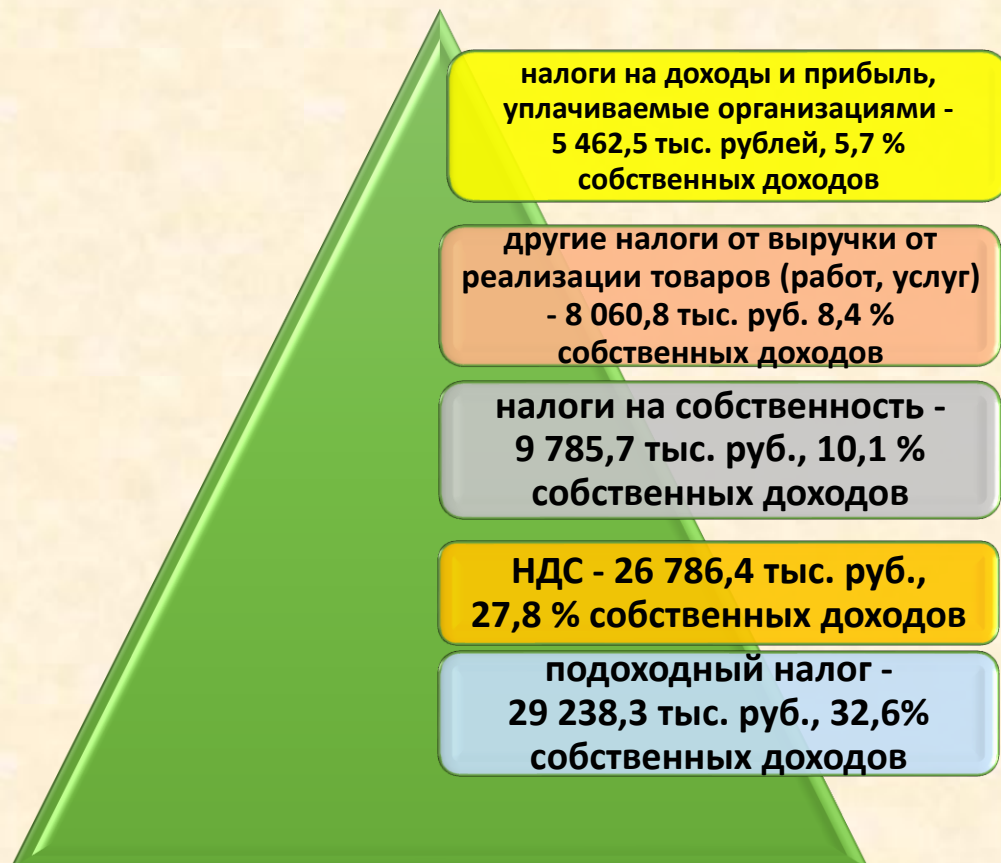 налоги на доходы и прибыль,
уплачиваемые организациями -
5 462,5 тыс. рублей, 5,7 %
собственных доходов
другие налоги от выручки от
реализации товаров (работ, услуг)
- 8 060,8 тыс. руб. 8,4 %
собственных доходов
налоги на собственность -
9 785,7 тыс. руб., 10,1 %
собственных доходов
НДС - 26 786,4 тыс. руб.,
27,8 % собственных доходов
подоходный налог -
29 238,3 тыс. руб., 32,6%
собственных доходов